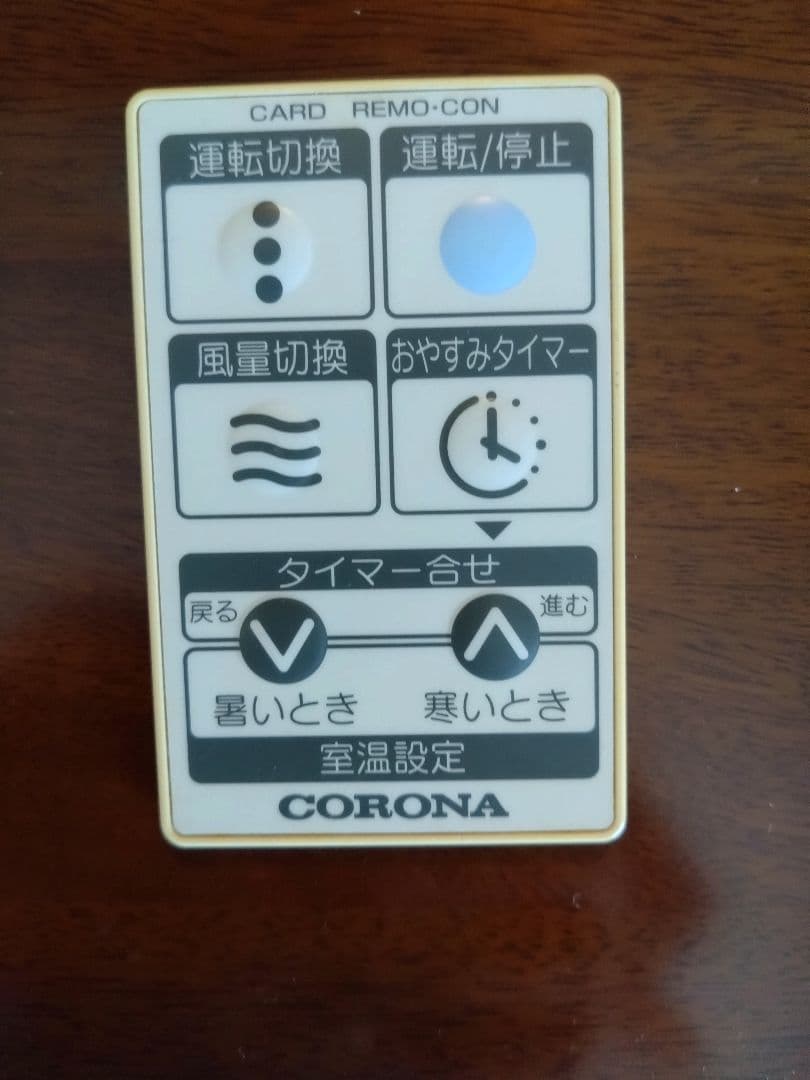 CARD REMO·CON
運転切換
運転/停止
風量切換
おやすみタイマー
タイマー合せ
戻る
進む
暑いとき
寒いとき
室温設定
CORONA